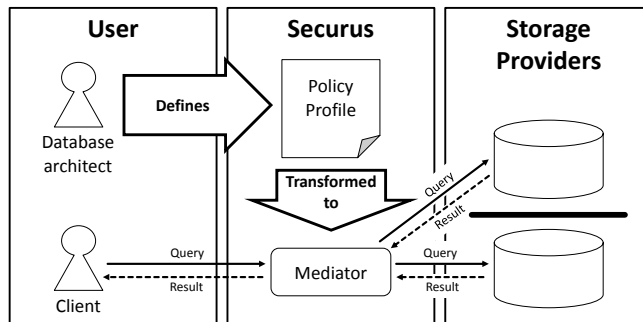 User
Securus
Storage
Providers
Defines
Policy
Profile
Database
architect
Transformed
to
Query
Result
Query
Result
Client
Mediator
Query
Result